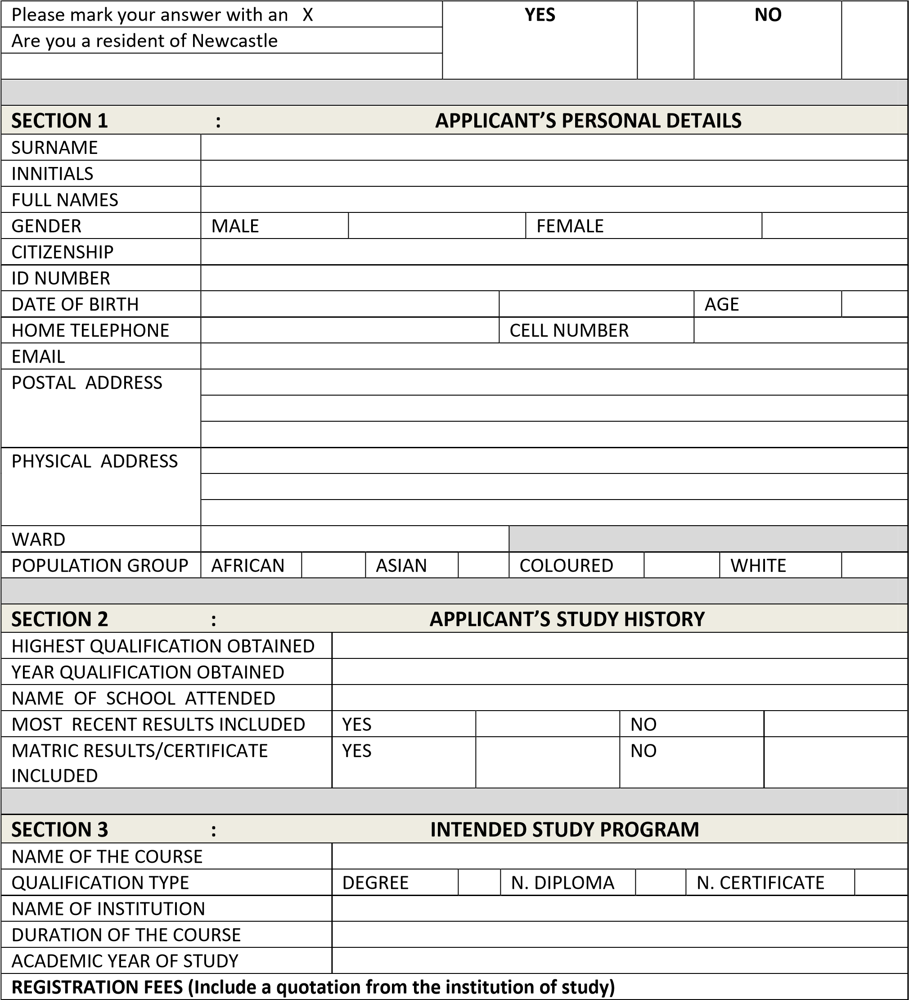 Please mark your answer with an X YES NO
Are you a resident of Newcastle
SECTION 1 : APPLICANT’S PERSONAL DETAILS
SURNAME
INNITIALS
FULL NAMES
GENDER MALE FEMALE
CITIZENSHIP
ID NUMBER
DATE OF BIRTH AGE
HOME TELEPHONE CELL NUMBER
EMAIL
POSTAL ADDRESS
PHYSICAL ADDRESS
WARD
POPULATION GROUP AFRICAN ASIAN COLOURED WHITE
SECTION 2 : APPLICANT’S STUDY HISTORY
HIGHEST QUALIFICATION OBTAINED
YEAR QUALIFICATION OBTAINED
NAME OF SCHOOL ATTENDED
MOST RECENT RESULTS INCLUDED YES NO
MATRIC RESULTS/CERTIFICATE YES NO
INCLUDED
SECTION 3 : INTENDED STUDY PROGRAM
NAME OF THE COURSE
QUALIFICATION TYPE DEGREE N. DIPLOMA N. CERTIFICATE
NAME OF INSTITUTION
DURATION OF THE COURSE
ACADEMIC YEAR OF STUDY
REGISTRATION FEES (Include a quotation from the institution of study)